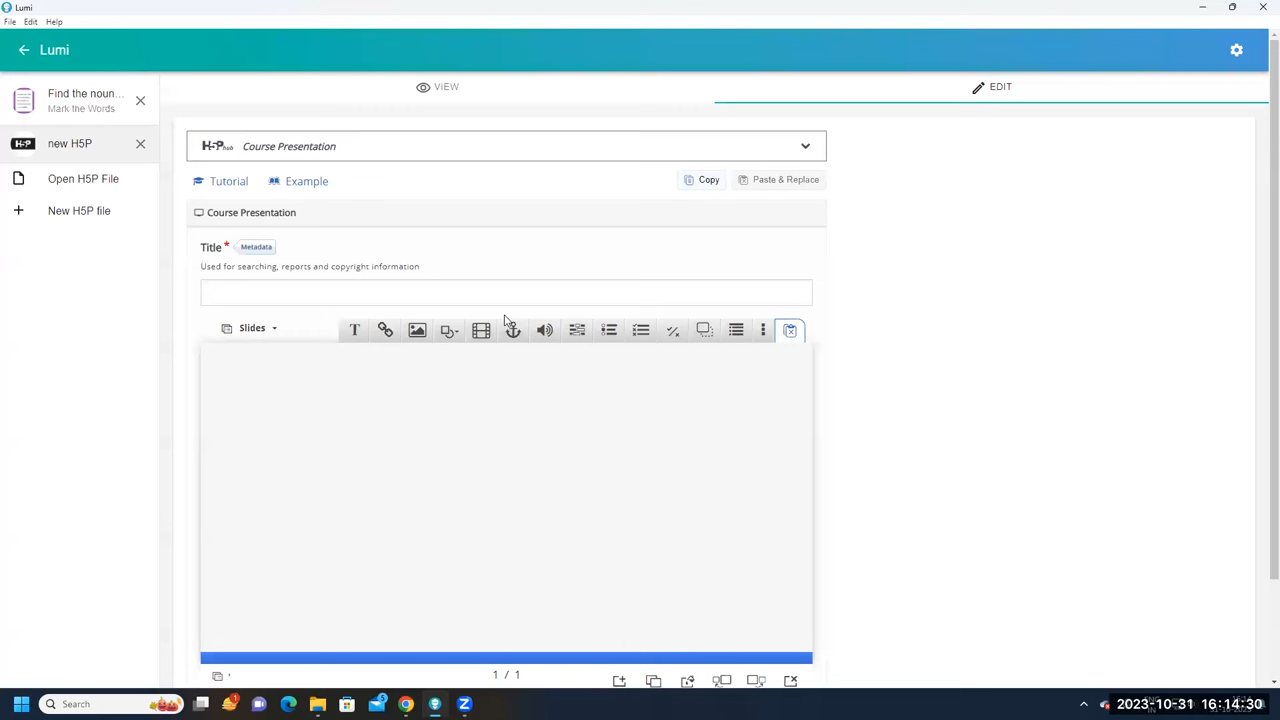 Lumi
File Edit Help
Lumi
Find the noun...
Mark the Words
new H5P
Open H5P File
New H5P file
VIEW
EDIT
H5P hub Course Presentation
Tutorial
Example
Copy
Paste & Replace
Course Presentation
Title *
Metadata
Used for searching, reports and copyright information
Slides
T
1 / 1
Search
2023-10-31 16:14:30